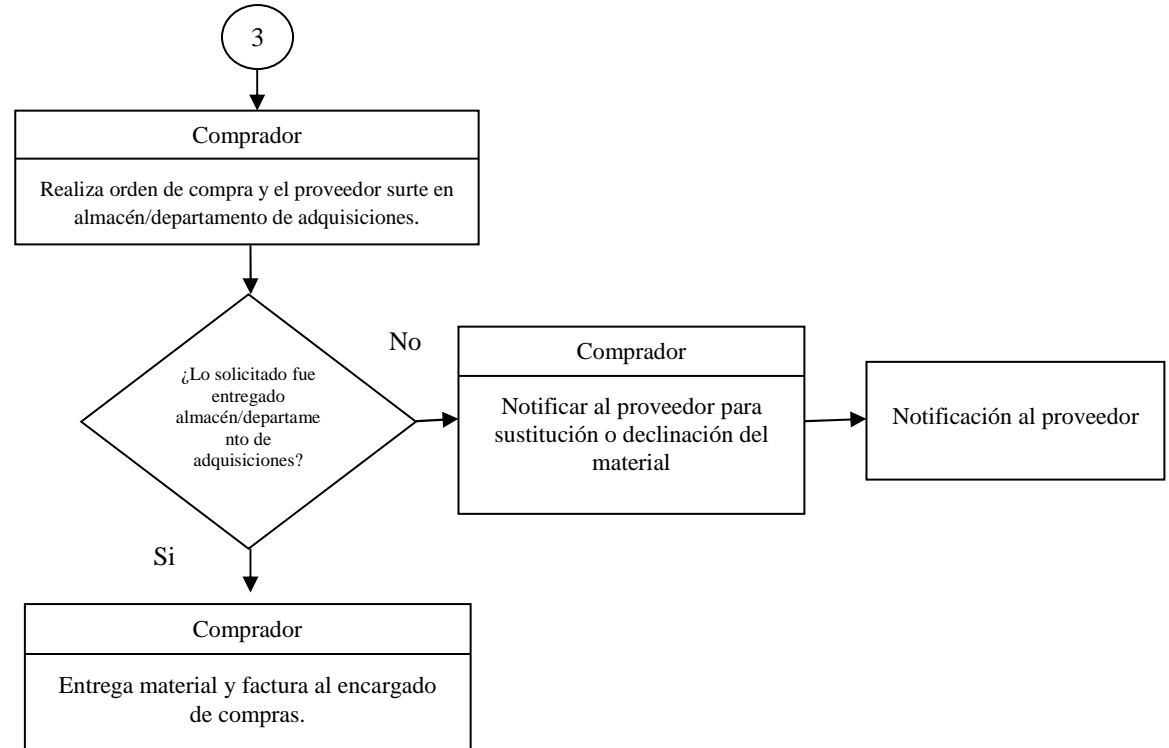 3
Comprador
Realiza orden de compra y el proveedor surte en
almacén/departamento de adquisiciones.
¿Lo solicitado fue
entregado
almacén/departame
nto de
adquisiciones?
No
Comprador
Notificar al proveedor para
sustitución o declinación del
material
Notificación al proveedor
Si
Comprador
Entrega material y factura al encargado
de compras.